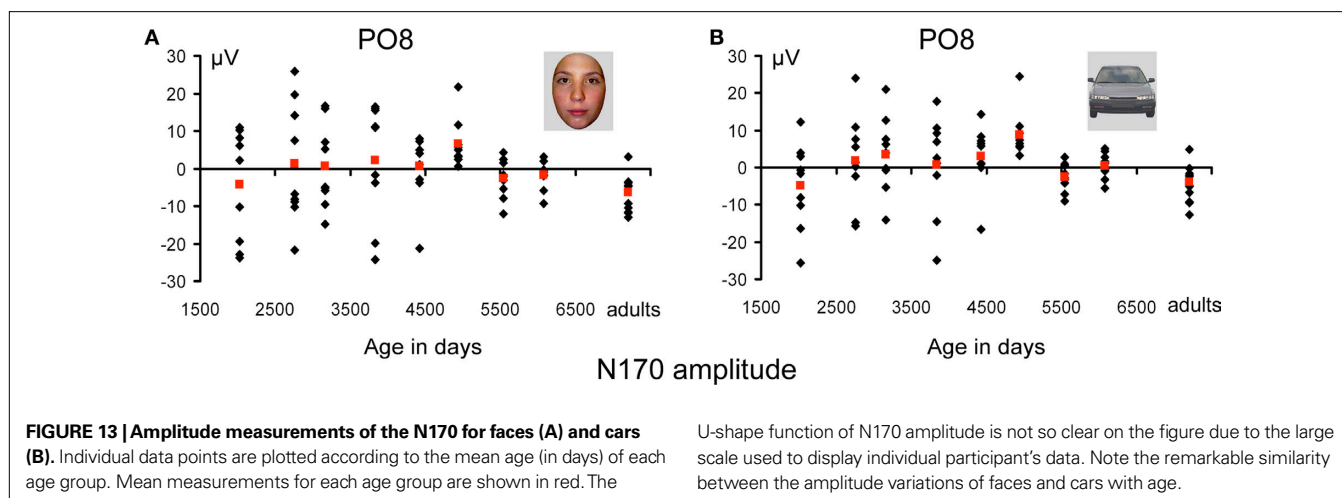 A
PO8
µV
30
20
10
0
-10
-20
-30
1500 2500 3500 4500 5500 6500 adults
Age in days
B
PO8
µV
30
20
10
0
-10
-20
-30
1500 2500 3500 4500 5500 6500 adults
Age in days
N170 amplitude
FIGURE 13 | Amplitude measurements of the N170 for faces (A) and cars
(B). Individual data points are plotted according to the mean age (in days) of each
age group. Mean measurements for each age group are shown in red. The
U-shape function of N170 amplitude is not so clear on the figure due to the large
scale used to display individual participant's data. Note the remarkable similarity
between the amplitude variations of faces and cars with age.